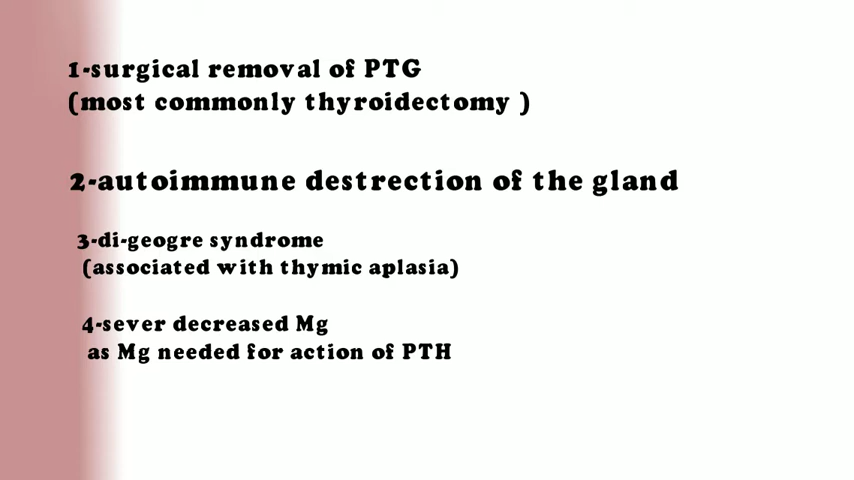 1-surgical removal of PTG
(most commonly thyroidectomy )
2-autoimmune destrection of the gland
3-di-geogre syndrome
(associated with thymic aplasia)
4-sever decreased Mg
as Mg needed for action of PTH